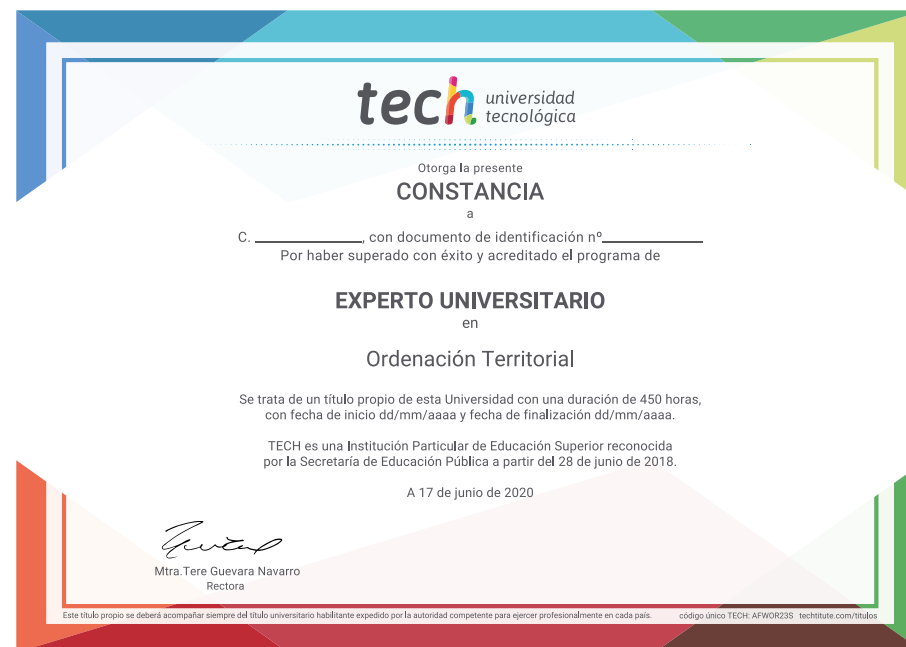 tech universidad
tecnológica
Otorga la presente
CONSTANCIA
a
C. ____________, con documento de identificación nº____________
Por haber superado con éxito y acreditado el programa de
EXPERTO UNIVERSITARIO
en
Ordenación Territorial
Se trata de un título propio de esta Universidad con una duración de 450 horas,
con fecha de inicio dd/mm/aaaa y fecha de finalización dd/mm/aaaa.
TECH es una Institución Particular de Educación Superior reconocida
por la Secretaría de Educación Pública a partir del 28 de junio de 2018.
A 17 de junio de 2020
Mtra.Tere Guevara Navarro
Rectora
Este título propio se deberá acompañar siempre del título universitario habilitante expedido por la autoridad competente para ejercer profesionalmente en cada país. código único TECH: AFWOR23S techtitute.com/titulos